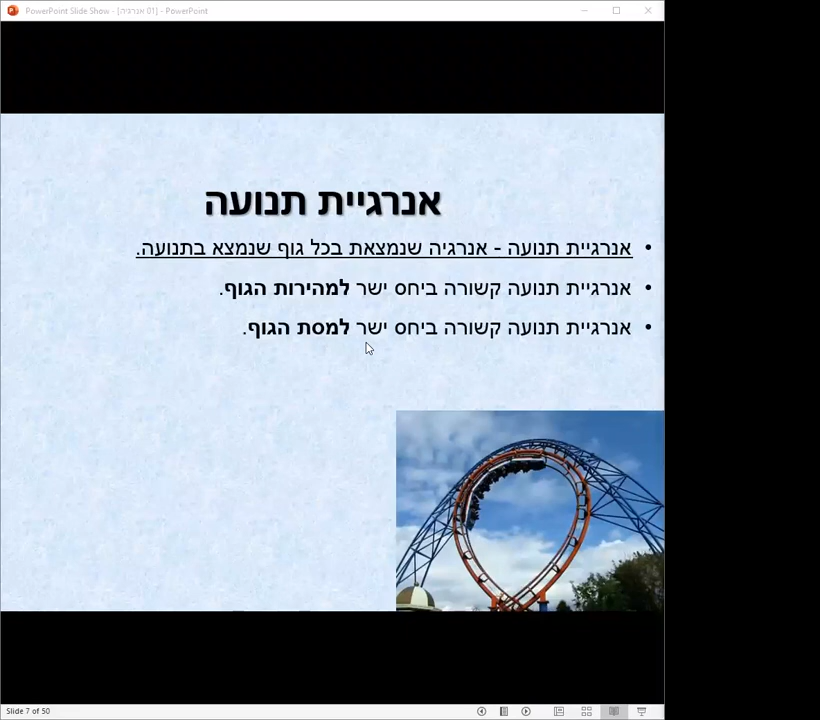 PowerPoint Slide Show - [אנרגיה 01] - PowerPoint
אנרגיית תנועה
• אנרגיית תנועה - אנרגיה שנמצאת בכל גוף שנמצא בתנועה.
• אנרגיית תנועה קשורה ביחס ישר למהירות הגוף.
• אנרגיית תנועה קשורה ביחס ישר למסת הגוף.
Slide 7 of 50